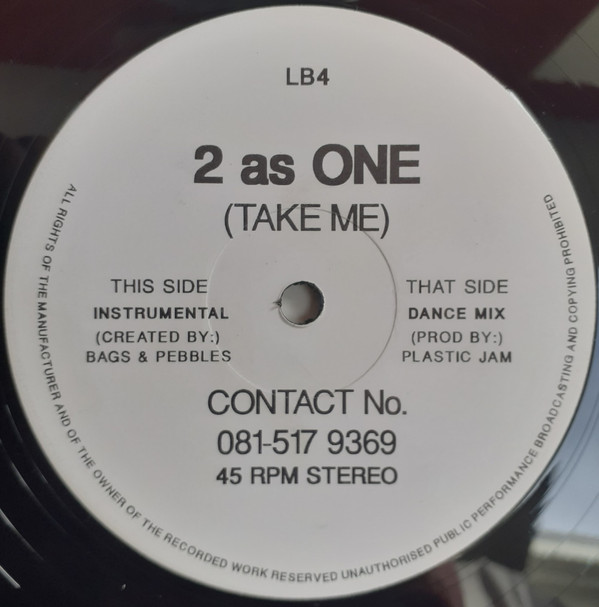 LB4
2 as ONE
(TAKE ME)
THIS SIDE
INSTRUMENTAL
(CREATED BY:)
BAGS & PEBBLES
THAT SIDE
DANCE MIX
(PROD BY:)
PLASTIC JAM
CONTACT No.
081-517 9369
45 RPM STEREO
ALL RIGHTS OF THE MANUFACTURER AND OF THE OWNER OF THE RECORDED WORK RESERVED UNAUTHORISED PUBLIC PERFORMANCE BROADCASTING AND COPYING PROHIBITED